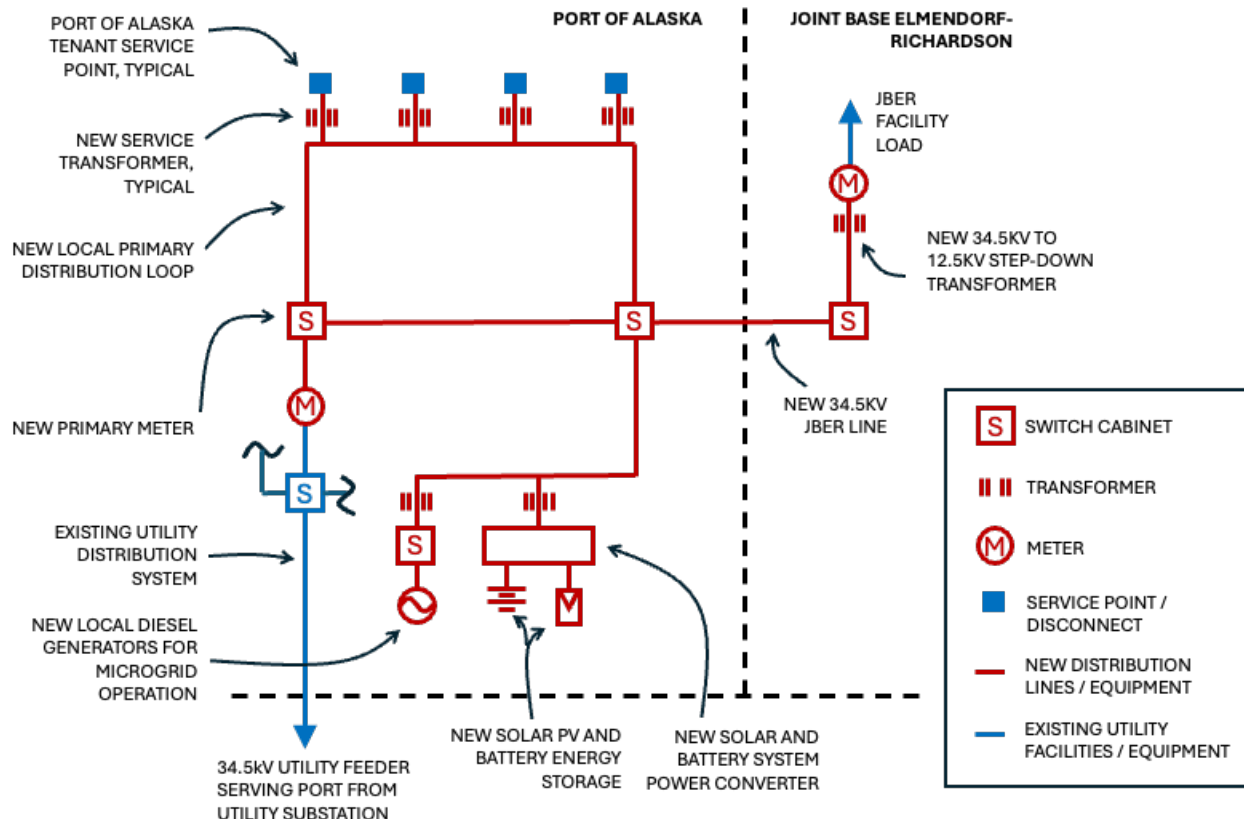 PORT OF ALASKA
TENANT SERVICE
POINT, TYPICAL
PORT OF ALASKA
JOINT BASE ELMENDORF-
RICHARDSON
JBER
FACILITY
LOAD
M
NEW SERVICE
TRANSFORMER,
TYPICAL
NEW LOCAL PRIMARY
DISTRIBUTION LOOP
NEW 34.5KV TO
12.5KV STEP-DOWN
TRANSFORMER
S
S
S
NEW PRIMARY METER
M
NEW 34.5KV
JBER LINE
S
EXISTING UTILITY
DISTRIBUTION
SYSTEM
S
NEW LOCAL DIESEL
GENERATORS FOR
MICROGRID
OPERATION
34.5kV UTILITY FEEDER
SERVING PORT FROM
UTILITY SUBSTATION
NEW SOLAR PV AND
BATTERY ENERGY
STORAGE
NEW SOLAR AND
BATTERY SYSTEM
POWER CONVERTER
S SWITCH CABINET
TRANSFORMER
M METER
SERVICE POINT /
DISCONNECT
NEW DISTRIBUTION
LINES / EQUIPMENT
EXISTING UTILITY
FACILITIES / EQUIPMENT